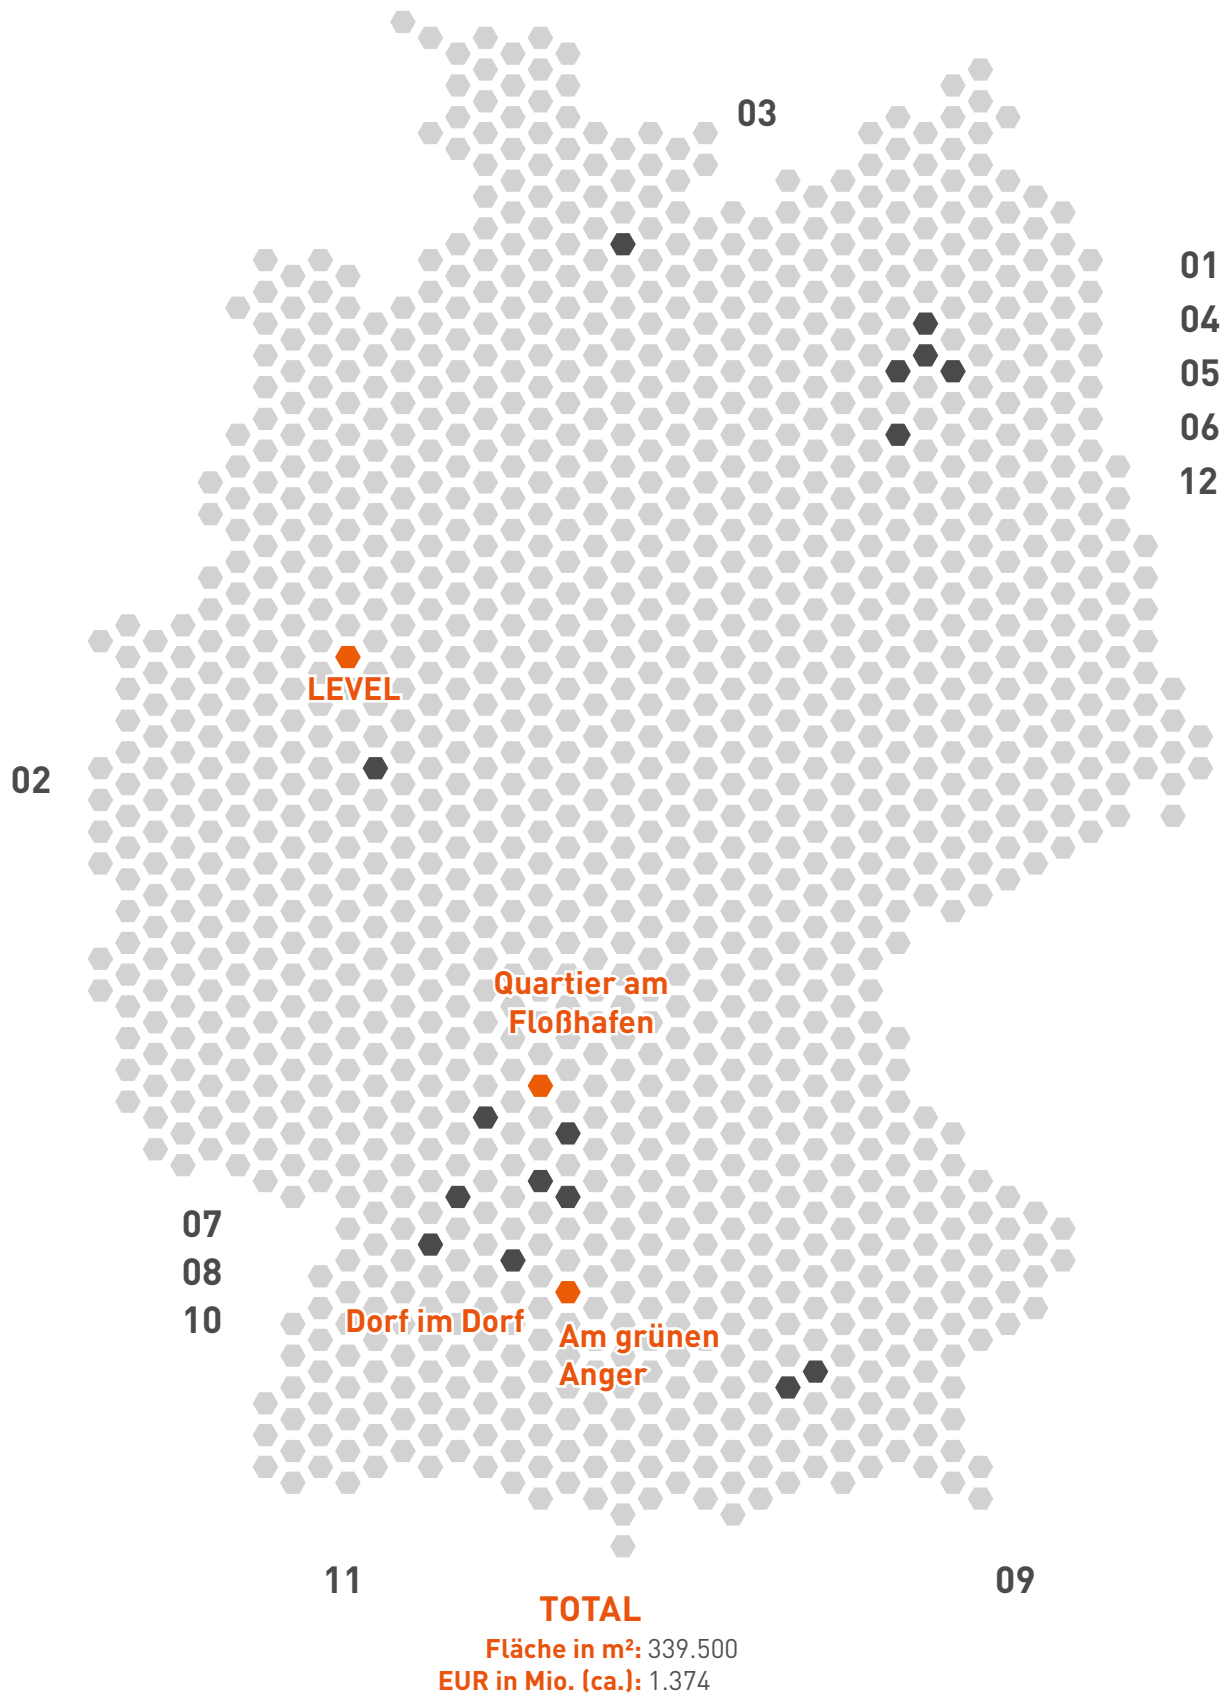 03
01
04
05
06
12
LEVEL
02
Quartier am
Floßhafen
07
08
10
Dorf im Dorf
Am grünen
Anger
11
09
TOTAL
Fläche in m²: 339.500
EUR in Mio. (ca.): 1.374